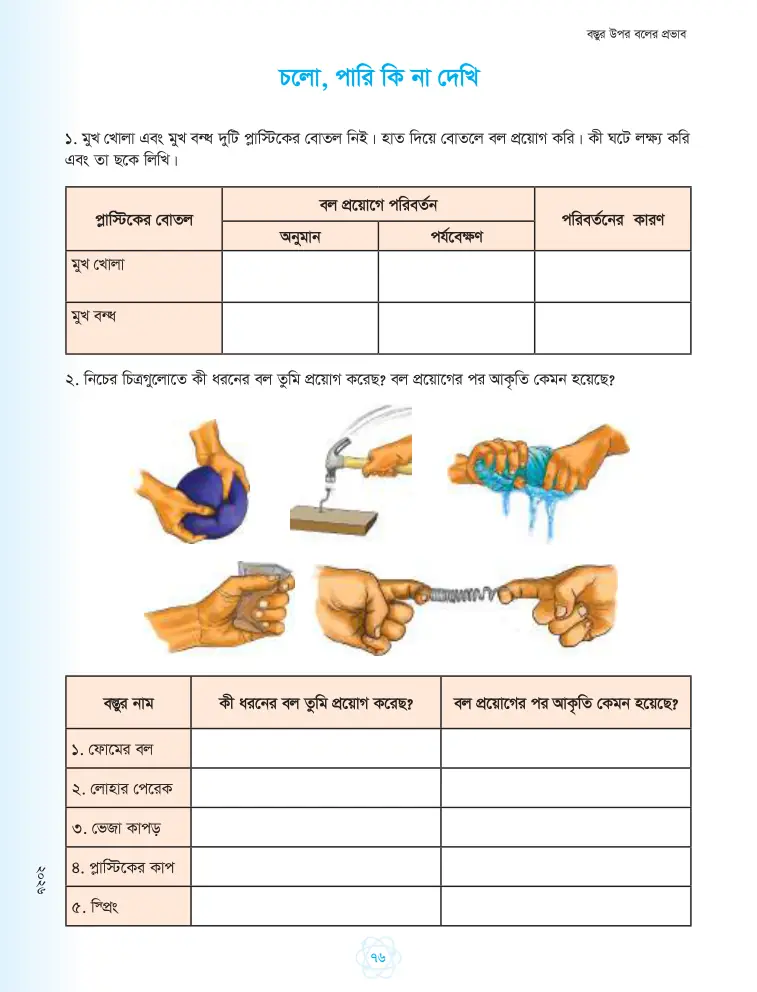 বস্তুর উপর বলের প্রভাব
চলো, পারি কি না দেখি
১. মুখ খোলা এবং মুখ বন্ধ দুটি প্লাস্টিকের বোতল নিই। হাত দিয়ে বোতলে বল প্রয়োগ করি। কী ঘটে লক্ষ্য করি
এবং তা ছকে লিখি।
প্লাস্টিকের বোতল
বল প্রয়োগে পরিবর্তন
পরিবর্তনের কারণ
অনুমান
পর্যবেক্ষণ
মুখ খোলা
মুখ বন্ধ
২. নিচের চিত্রগুলোতে কী ধরনের বল তুমি প্রয়োগ করেছ? বল প্রয়োগের পর আকৃতি কেমন হয়েছে?
বস্তুর নাম
কী ধরনের বল তুমি প্রয়োগ করেছ?
বল প্রয়োগের পর আকৃতি কেমন হয়েছে?
১. ফোমের বল
২. লোহার পেরেক
৩. ভেজা কাপড়
৪. প্লাস্টিকের কাপ
৫. স্প্রিং
২০২৭
৭৬